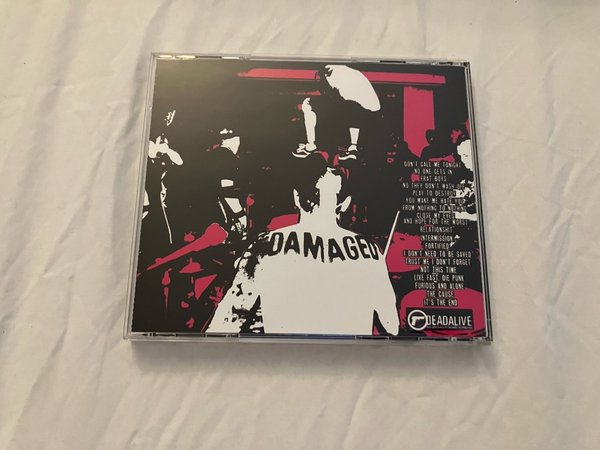 DAMAGED
DON'T CALL ME TONIGHT
NO ONE GETS IN
FRAT BOYS
NO THEY DON'T WASH
PLAY TO DESTROY
YOU MAKE ME HATE YOU
FROM NOTHING TO NOTHING
CLOSE MY EYES
AND HOPE FOR THE WORST
RELATIONSHIT
INTERMISSION
FORTIFIED
I DON'T NEED TO BE SAVED
TRUST ME I DON'T FORGET
NOT THIS TIME
LIVE FAST, DIE PUNK
FURIOUS AND ALONE
THE CAUSE
IT'S THE END
DEADALIVE